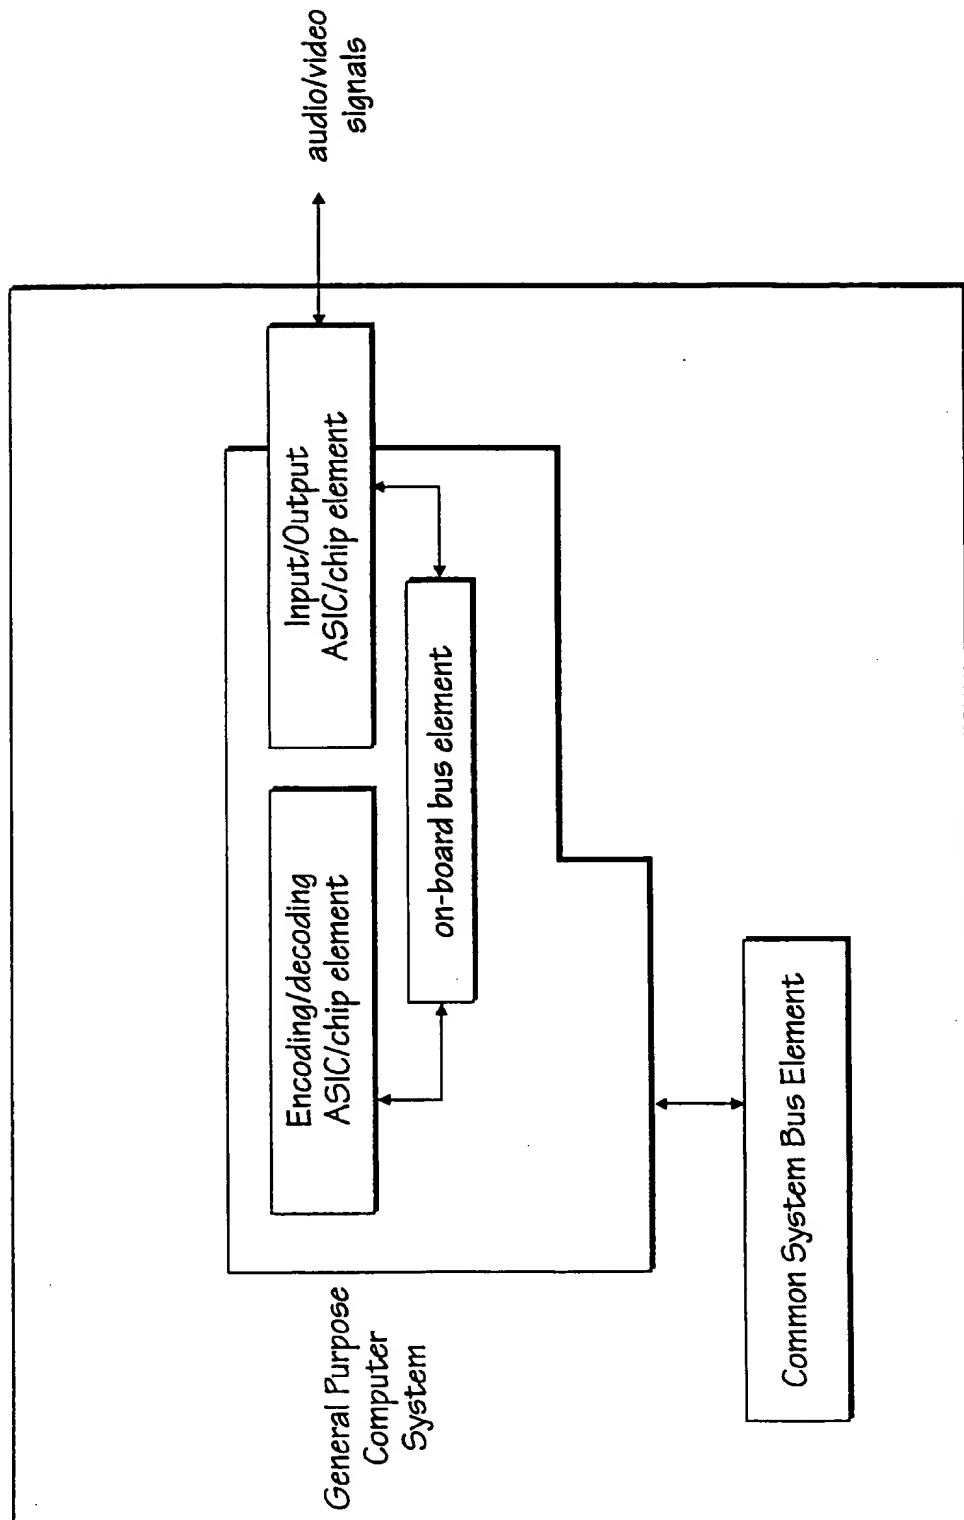 General Purpose
Computer
System
Encoding/decoding
ASIC/chip element
Input/Output
ASIC/chip element
audio/video
signals
on-board bus element
Common System Bus Element